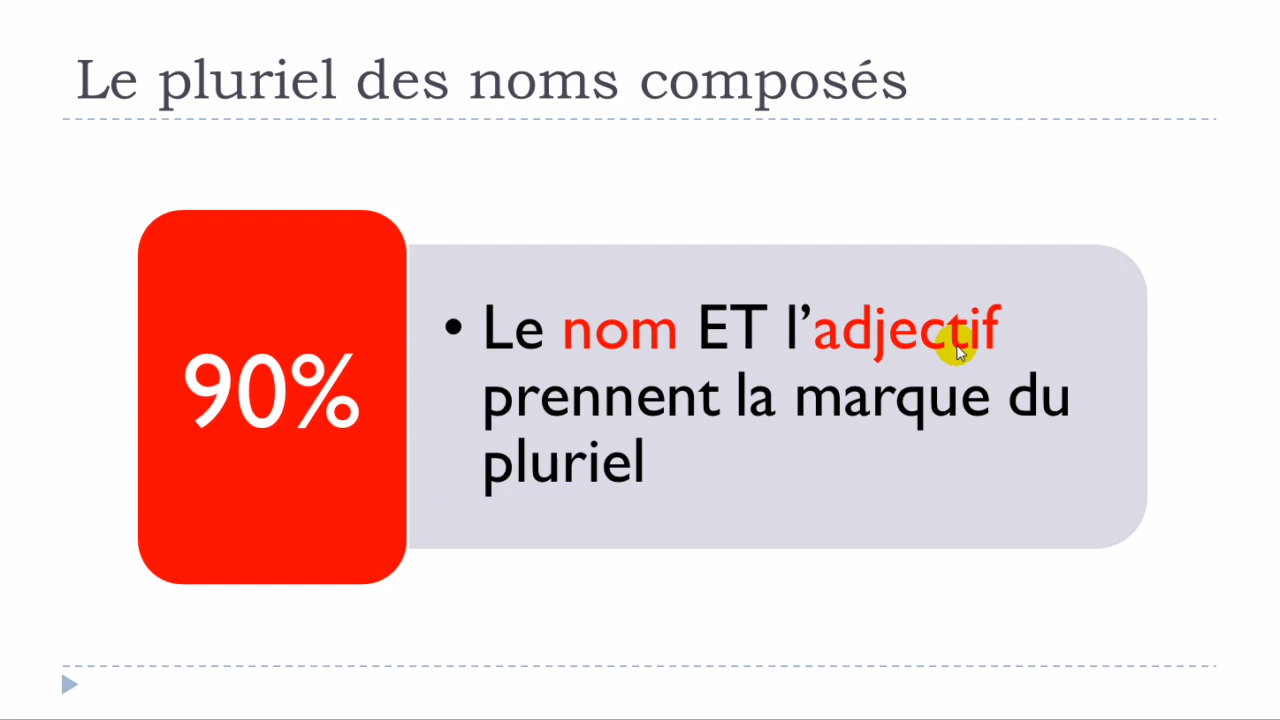 Le pluriel des noms composés
90%
• Le nom ET l’adjectif
prennent la marque du
pluriel